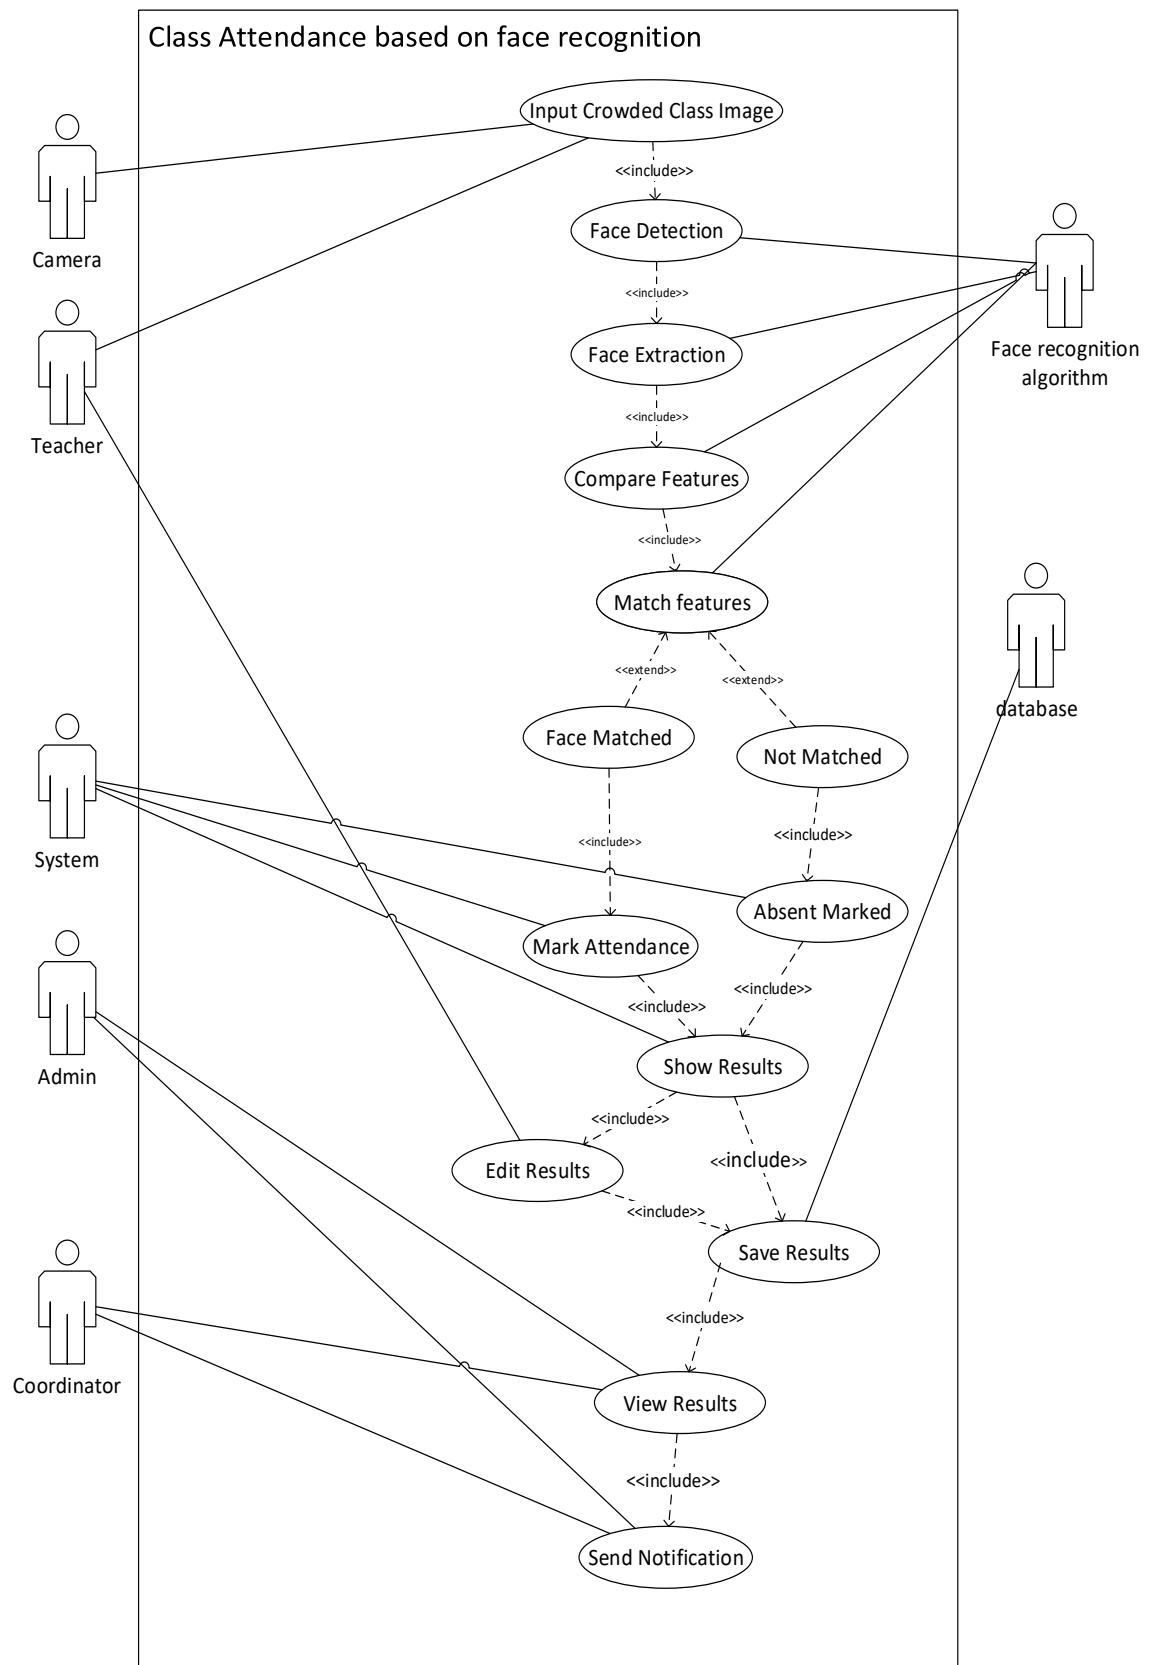 Class Attendance based on face recognition
Input Crowded Class Image
Camera
<<include>>
Face Detection
<<include>>
Face recognition
algorithm
Face Extraction
Teacher
<<include>>
Compare Features
<<include>>
Match features
<<extend>>
<<extend>>
database
Face Matched
Not Matched
System
<<include>>
<<include>>
Absent Marked
Mark Attendance
<<include>>
<<include>>
Admin
Show Results
<<include>>
<<include>>
Edit Results
<<include>>
Save Results
<<include>>
Coordinator
View Results
<<include>>
Send Notification